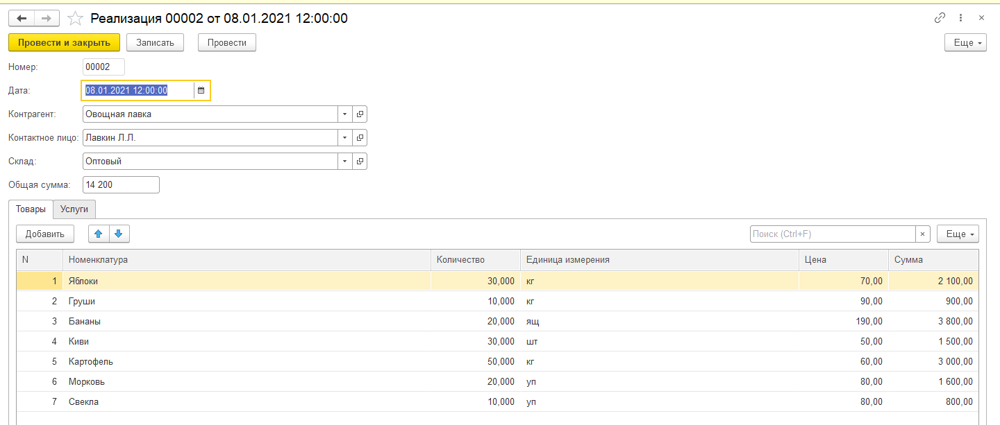 Реализация 00002 от 08.01.2021 12:00:00
Провести и закрыть Записать Провести Еще
Номер: 00002
Дата: 08.01.2021 12:00:00
Контрагент: Овощная лавка
Контактное лицо: Лавкин Л.Л.
Склад: Оптовый
Общая сумма: 14 200
Товары Услуги
Добавить Поиск (Ctrl+F) × Еще
N Номенклатура Количество Единица измерения Цена Сумма
1 Яблоки 30,000 кг 70,00 2 100,00
2 Груши 10,000 кг 90,00 900,00
3 Бананы 20,000 ящ 190,00 3 800,00
4 Киви 30,000 шт 50,00 1 500,00
5 Картофель 50,000 кг 60,00 3 000,00
6 Морковь 20,000 уп 80,00 1 600,00
7 Свекла 10,000 уп 80,00 800,00